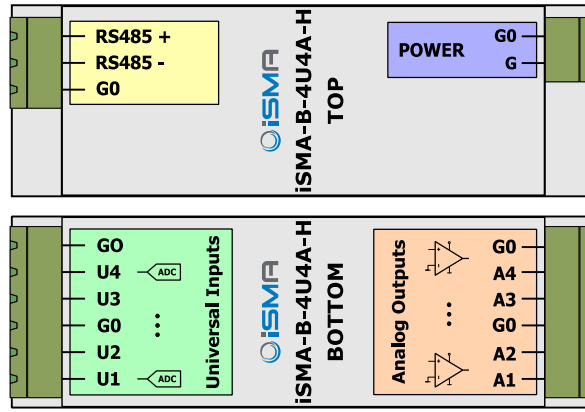 RS485 +
RS485 -
G0
iSMA
iSMA-B-4U4A-H
TOP
POWER
G0
G
GO
U4
ADC
U3
G0
U2
U1
ADC
Universal Inputs
iSMA
iSMA-B-4U4A-H
BOTTOM
Analog Outputs
G0
A4
A3
G0
A2
A1